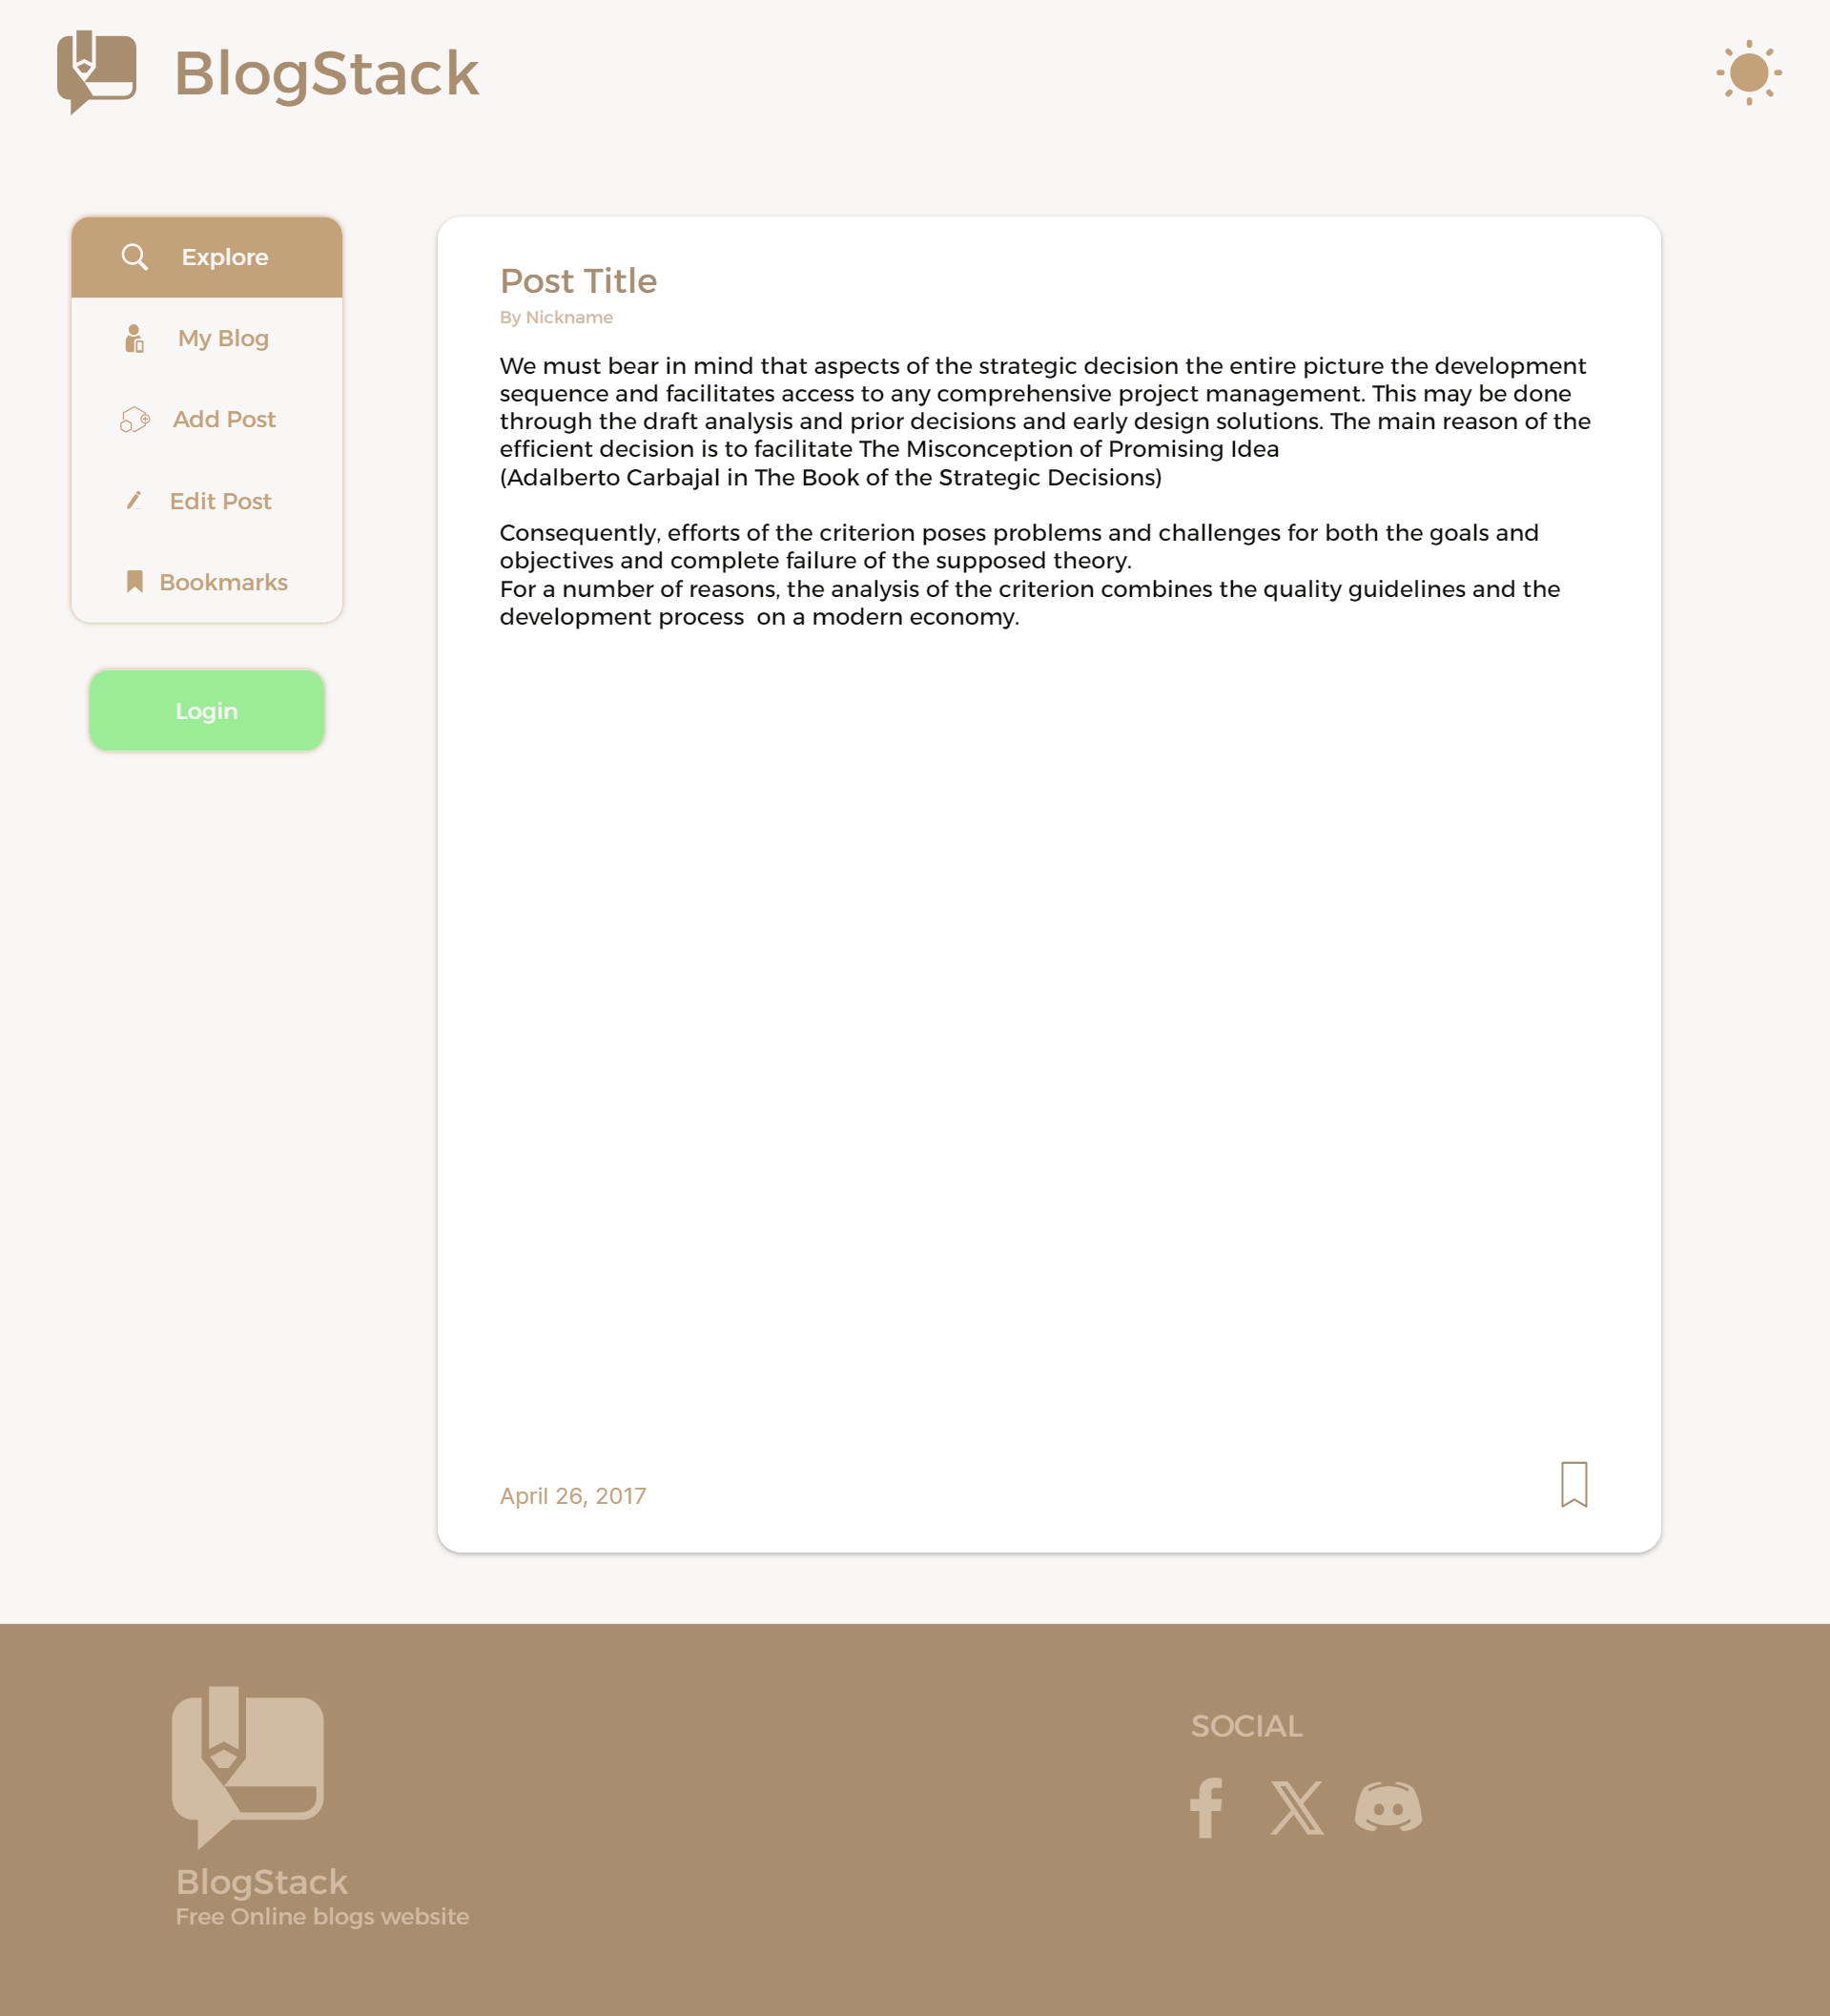 BlogStack
Explore
My Blog
Add Post
Edit Post
Bookmarks
Login
Post Title
By Nickname
We must bear in mind that aspects of the strategic decision the entire picture the development
sequence and facilitates access to any comprehensive project management. This may be done
through the draft analysis and prior decisions and early design solutions. The main reason of the
efficient decision is to facilitate The Misconception of Promising Idea
(Adalberto Carbajal in The Book of the Strategic Decisions)
Consequently, efforts of the criterion poses problems and challenges for both the goals and
objectives and complete failure of the supposed theory.
For a number of reasons, the analysis of the criterion combines the quality guidelines and the
development process  on a modern economy.
April 26, 2017
BlogStack
Free Online blogs website
SOCIAL